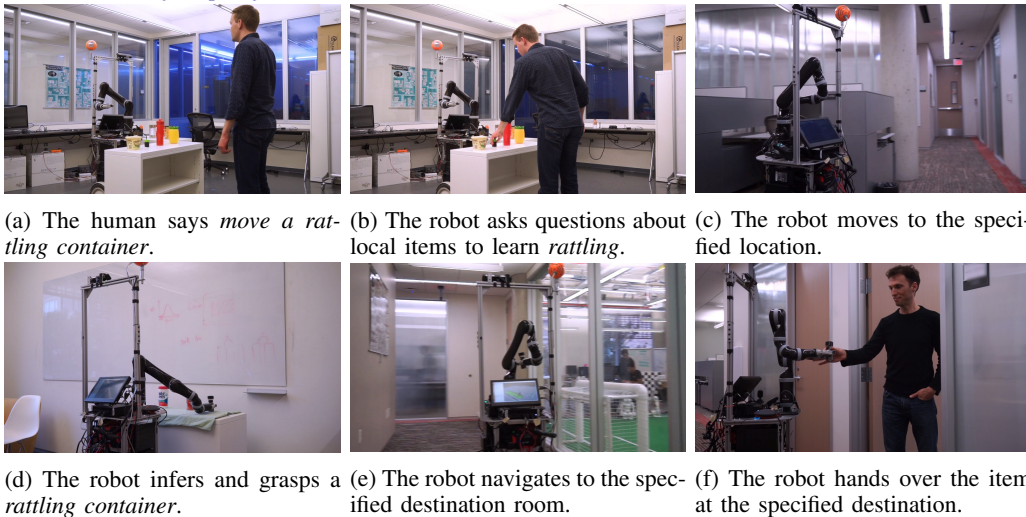 (a) The human says move a rat-
tling container.
(b) The robot asks questions about
local items to learn rattling.
(c) The robot moves to the speci-
fied location.
(d) The robot infers and grasps a
rattling container.
(e) The robot navigates to the spec-
ified destination room.
(f) The robot hands over the item
at the specified destination.